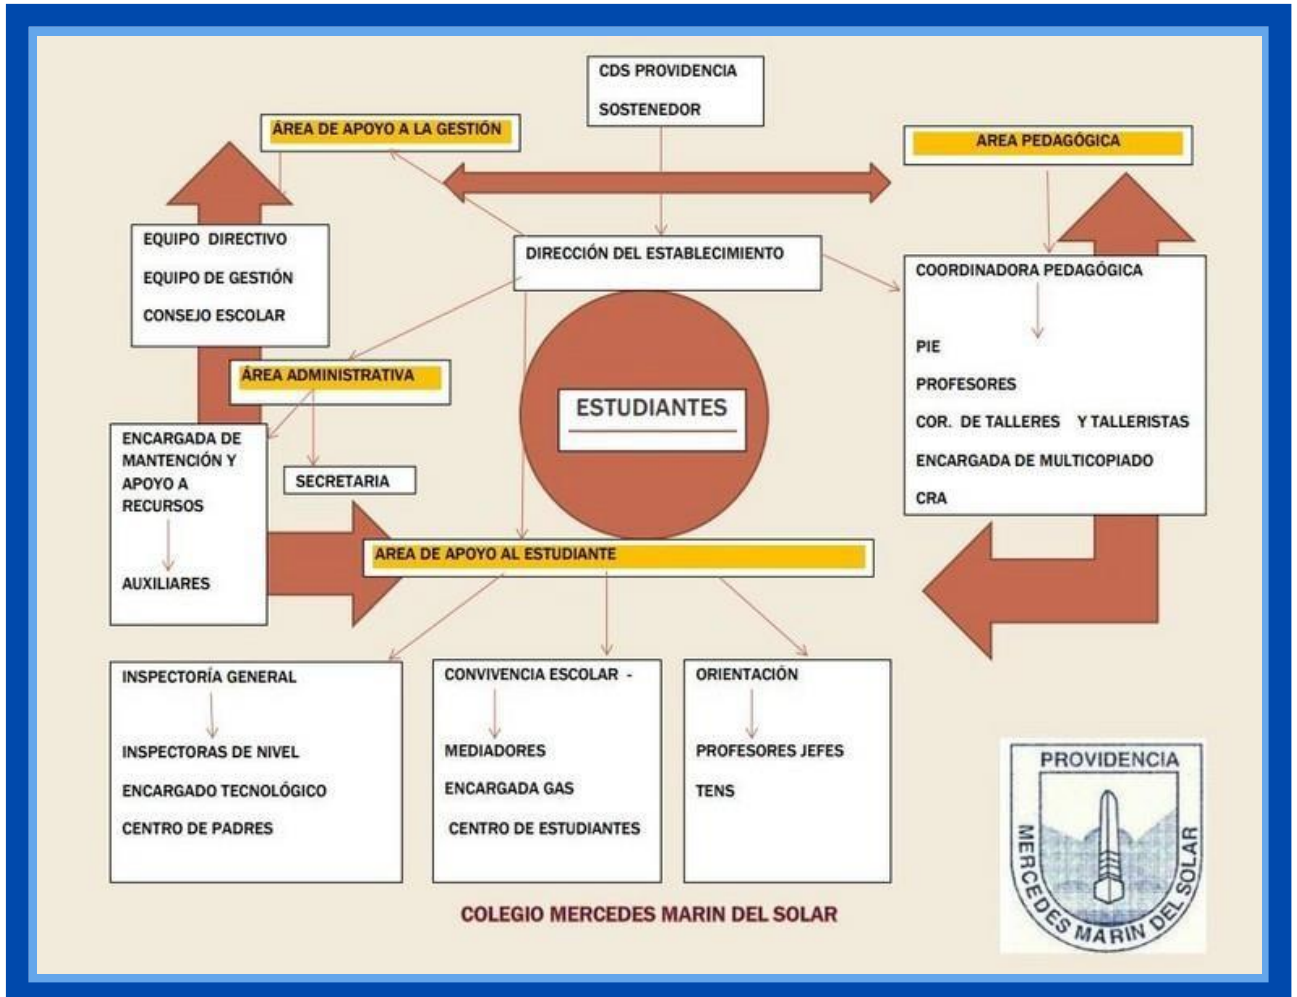 CDS PROVIDENCIA
SOSTENEDOR
ÁREA DE APOYO A LA GESTIÓN
AREA PEDAGÓGICA
EQUIPO DIRECTIVO
EQUIPO DE GESTIÓN
CONSEJO ESCOLAR
DIRECCIÓN DEL ESTABLECIMIENTO
COORDINADORA PEDAGÓGICA
PIE
PROFESORES
COR. DE TALLERES Y TALLERISTAS
ENCARGADA DE MULTICOPIADO
CRA
ÁREA ADMINISTRATIVA
ESTUDIANTES
ENCARGADA DE
MANTENCIÓN Y
APOYO A
RECURSOS
AUXILIARES
SECRETARIA
AREA DE APOYO AL ESTUDIANTE
INSPECTORÍA GENERAL
INSPECTORAS DE NIVEL
ENCARGADO TECNOLÓGICO
CENTRO DE PADRES
CONVIVENCIA ESCOLAR -
MEDIADORES
ENCARGADA GAS
CENTRO DE ESTUDIANTES
ORIENTACIÓN
PROFESORES JEFES
TENS
PROVIDENCIA
MERCEDES MARIN DEL SOLAR
COLEGIO MERCEDES MARIN DEL SOLAR